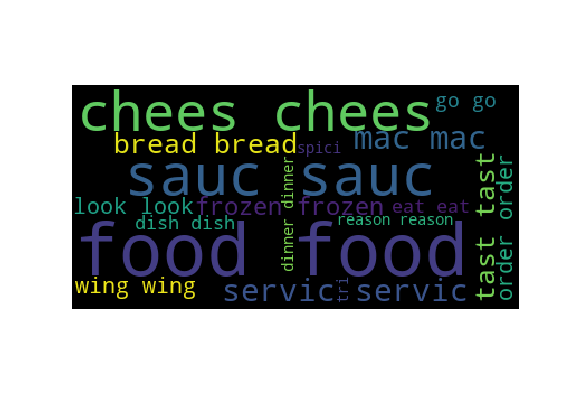 chees chees
go go
bread bread
spici
mac mac
sauc sauc
dinner dinner
tast tast
order order
look look
frozen frozen
eat eat
dish dish
reason reason
food food
wing wing
servic servic
tri